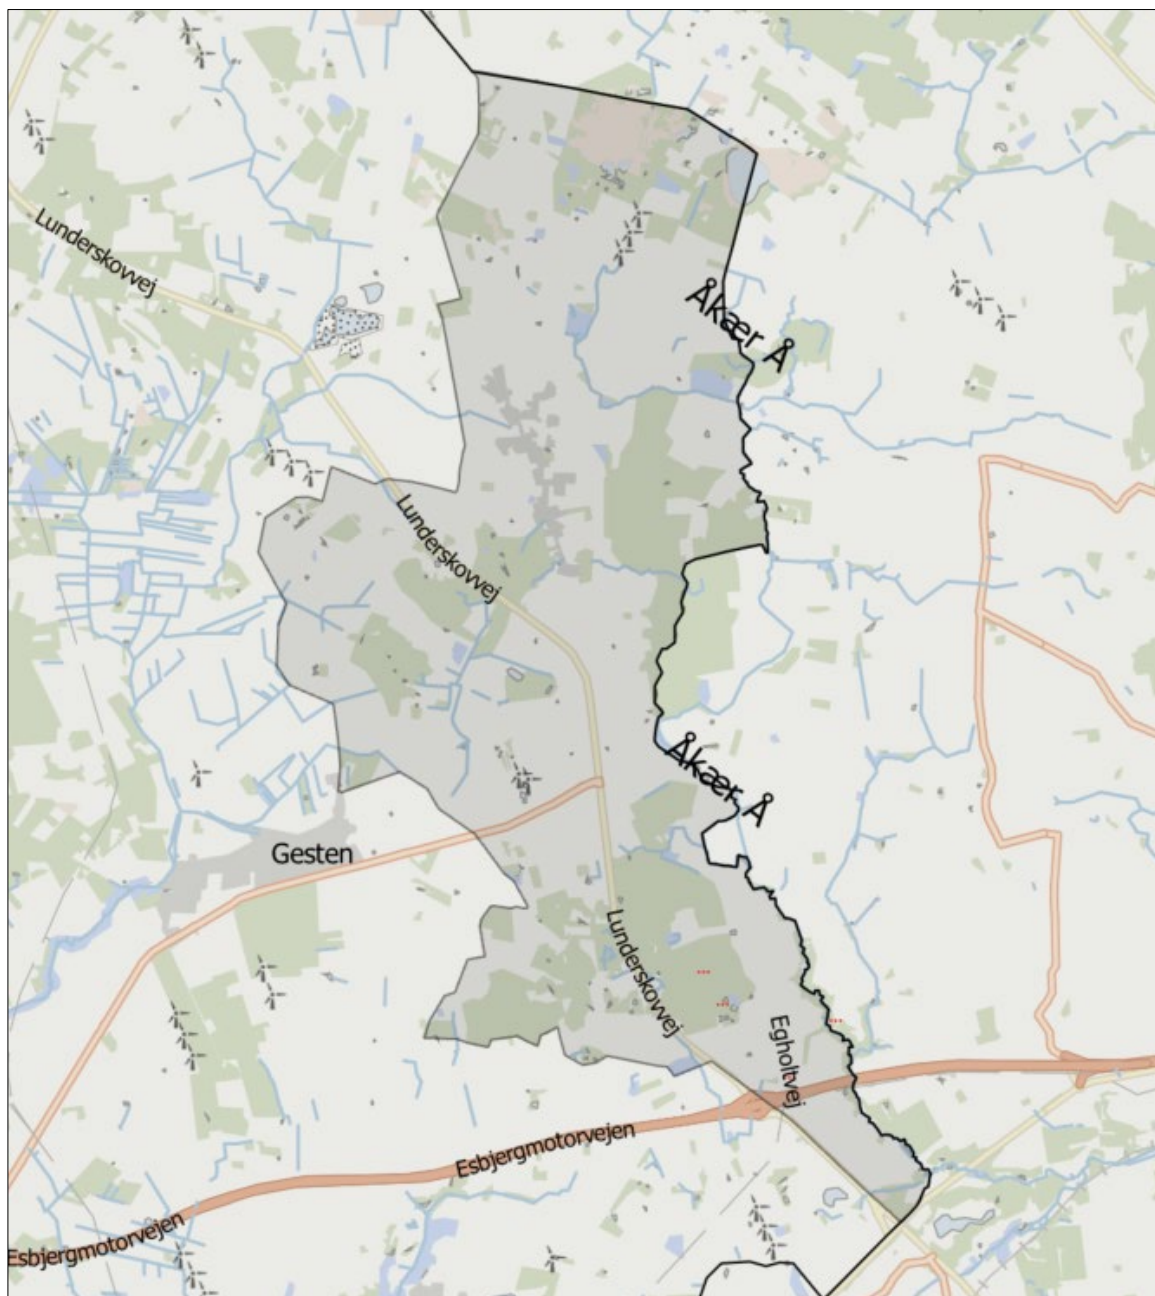 Lunderskovvej
Åkær Å
Lunderskovvej
Åkær Å
Gesten
Lunderskovvej
Egholtvej
Esbjergmotorvejen
Esbjergmotorvejen